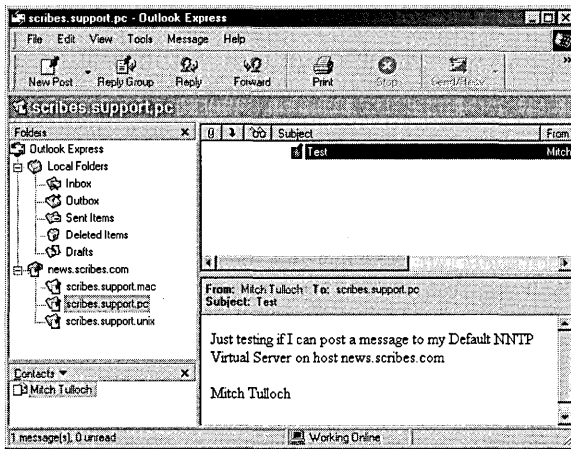 scribes.support.pc - Outlook Express
File Edit View Tools Message Help
New Post Reply Group Reply Forward Print Stop Send/Recv
scribes.support.pc
Folders
Outlook Express
Local Folders
Inbox
Outbox
Sent Items
Deleted Items
Drafts
news.scribes.com
scribes.support.mac
scribes.support.pc
scribes.support.unix
Contacts
Mitch Tulloch
Subject From
Test Mitch
From: Mitch Tulloch To: scribes.support.pc
Subject: Test
Just testing if I can post a message to my Default NNTP
Virtual Server on host news.scribes.com
Mitch Tulloch
1 message(s), 0 unread Working Online